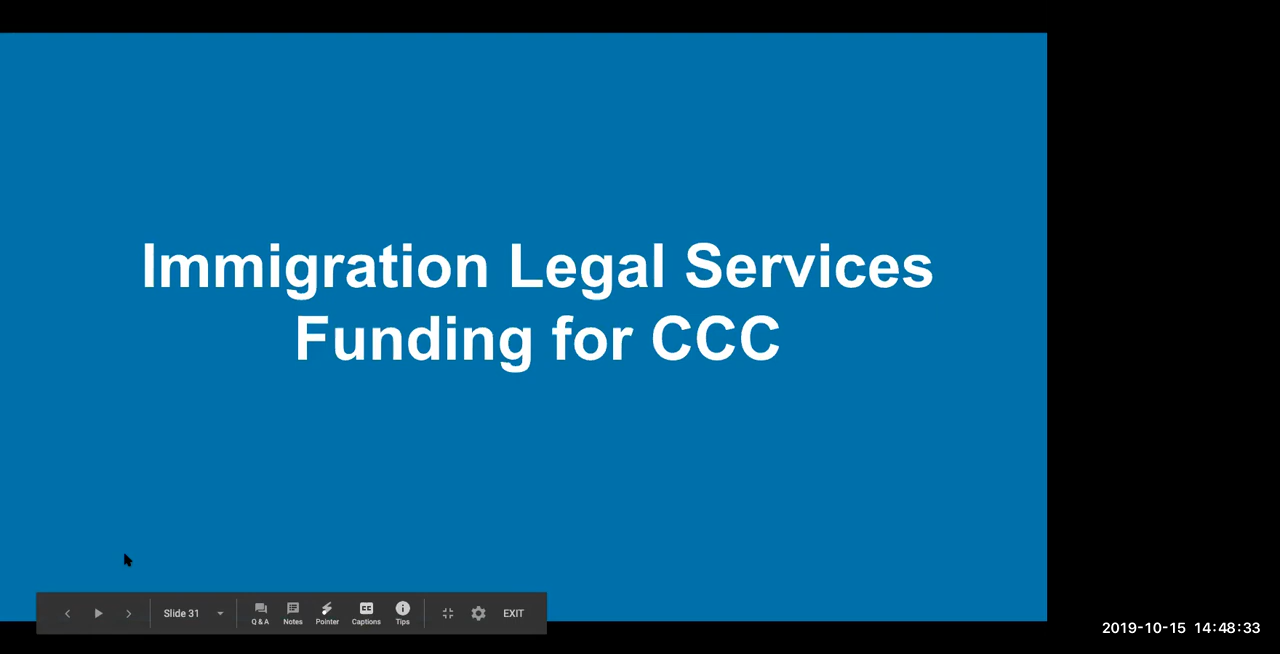 Immigration Legal Services
Funding for CCC
Slide 31
Q & A
Notes
Pointer
Captions
Tips
EXIT
2019-10-15 14:48:33